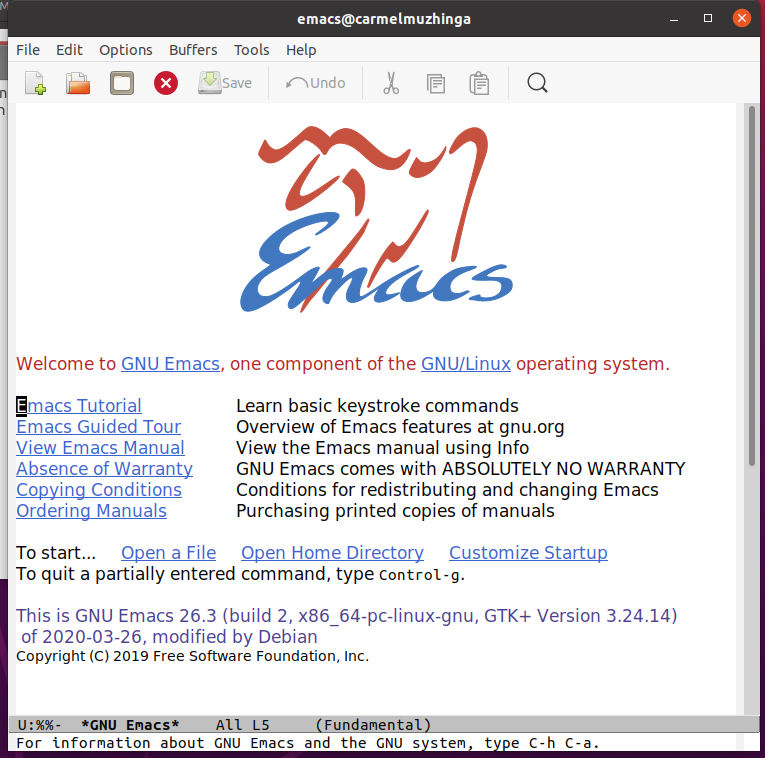 emacs@carmelmuzhinga
File Edit Options Buffers Tools Help
Save Undo
Emacs
Welcome to GNU Emacs, one component of the GNU/Linux operating system.
Emacs Tutorial Learn basic keystroke commands
Emacs Guided Tour Overview of Emacs features at gnu.org
View Emacs Manual View the Emacs manual using Info
Absence of Warranty GNU Emacs comes with ABSOLUTELY NO WARRANTY
Copying Conditions Conditions for redistributing and changing Emacs
Ordering Manuals Purchasing printed copies of manuals
To start... Open a File Open Home Directory Customize Startup
To quit a partially entered command, type Control-g.
This is GNU Emacs 26.3 (build 2, x86_64-pc-linux-gnu, GTK+ Version 3.24.14)
of 2020-03-26, modified by Debian
Copyright (C) 2019 Free Software Foundation, Inc.
U:%%- *GNU Emacs* All L5 (Fundamental)
For information about GNU Emacs and the GNU system, type C-h C-a.